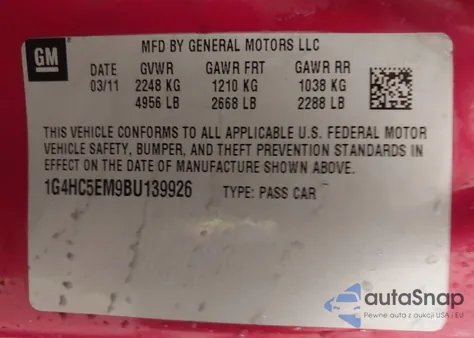 GM
MFD BY GENERAL MOTORS LLC
DATE GVWR GAWR FRT GAWR RR
03/11 2248 KG 1210 KG 1038 KG
4956 LB 2668 LB 2288 LB
THIS VEHICLE CONFORMS TO ALL APPLICABLE U.S. FEDERAL MOTOR
VEHICLE SAFETY, BUMPER, AND THEFT PREVENTION STANDARDS IN
EFFECT ON THE DATE OF MANUFACTURE SHOWN ABOVE.
1G4HC5EM9BU139926 TYPE: PASS CAR
autoSnap
Pewne auta z aukcji USA i EU